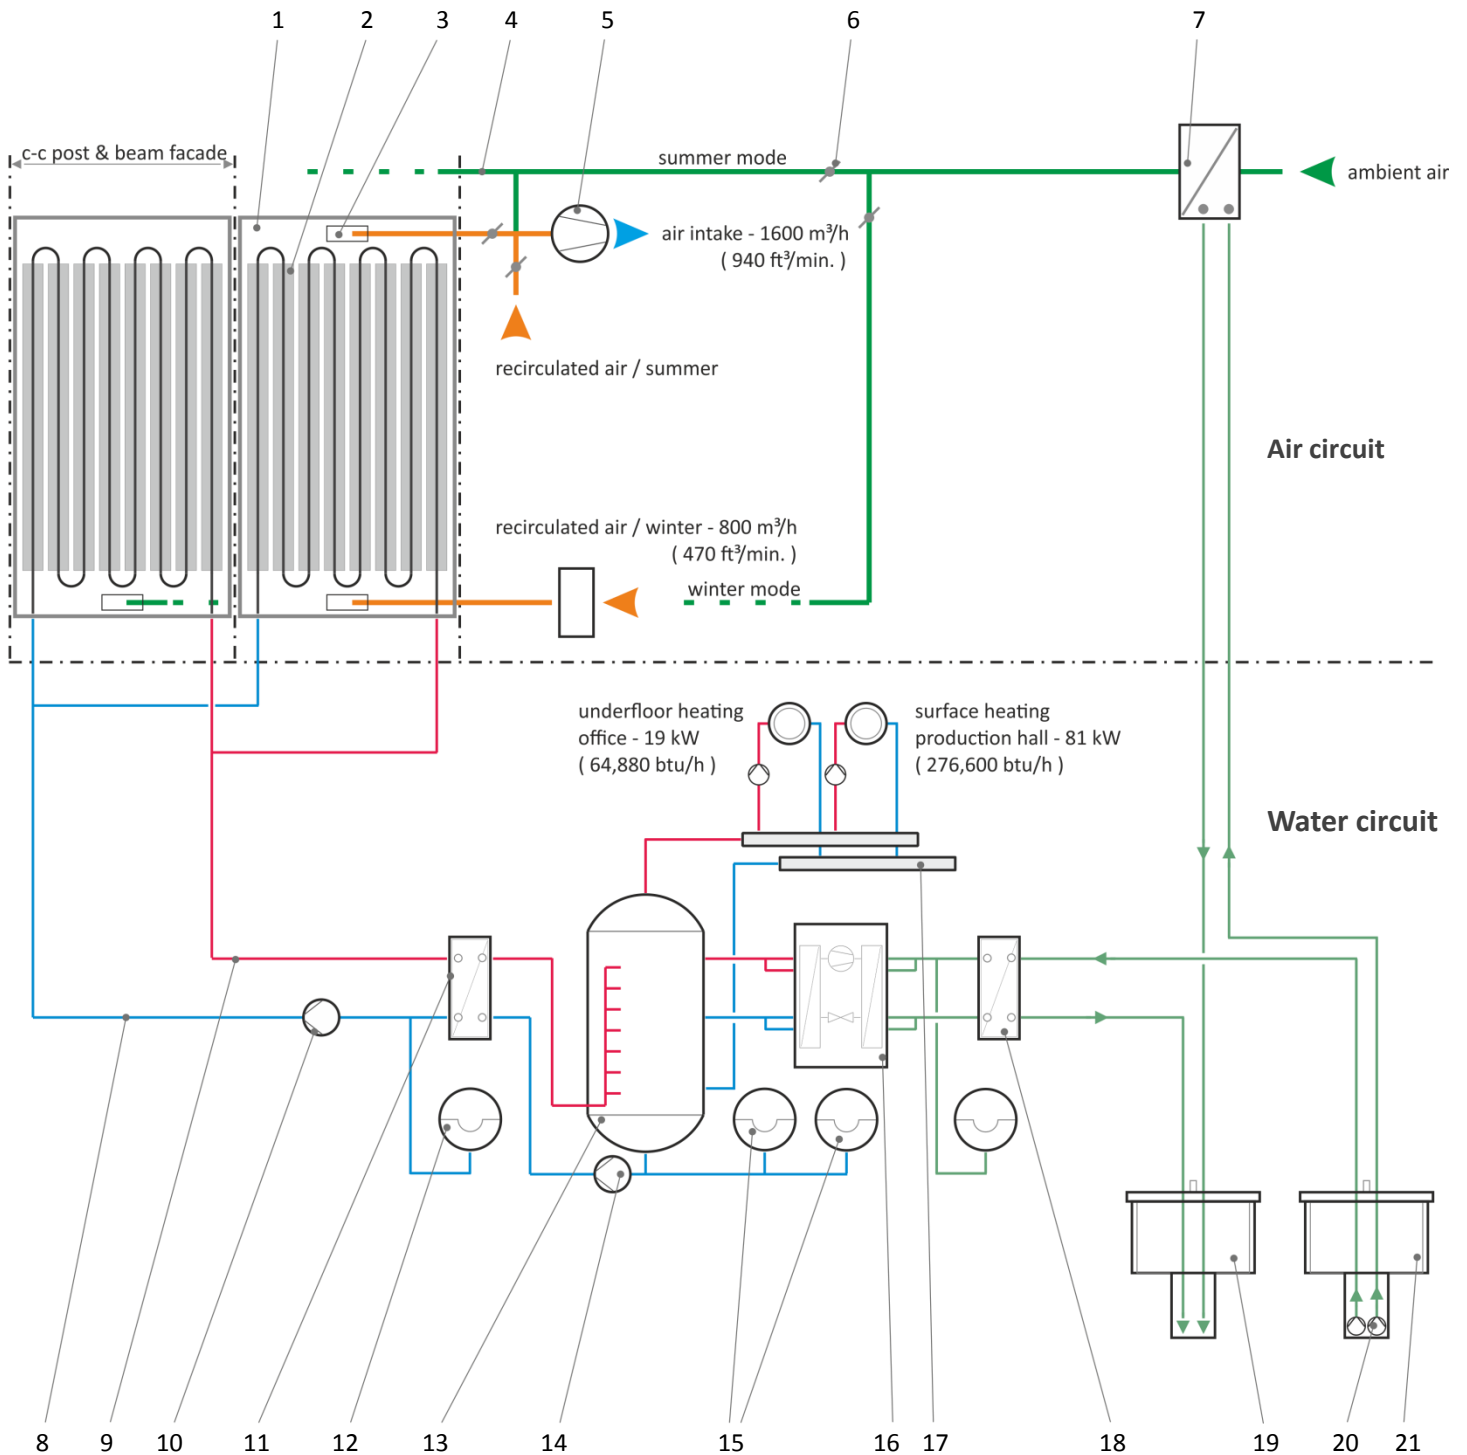 1 2 3 4 5 6 7
c-c post & beam facade
summer mode
ambient air
air intake - 1600 m³/h
( 940 ft³/min. )
recirculated air / summer
Air circuit
recirculated air / winter - 800 m³/h
( 470 ft³/min. )
winter mode
underfloor heating
office - 19 kW
( 64,880 btu/h )
surface heating
production hall - 81 kW
( 276,600 btu/h )
Water circuit
8 9 10 11 12 13 14 15 16 17 18 19 20 21